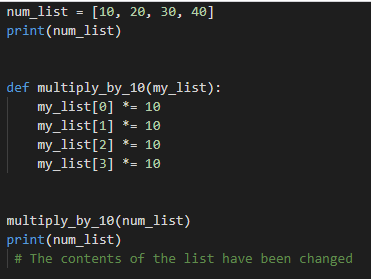 num_list = [10, 20, 30, 40]
print(num_list)
def multiply_by_10(my_list):
my_list[0] *= 10
my_list[1] *= 10
my_list[2] *= 10
my_list[3] *= 10
multiply_by_10(num_list)
print(num_list)
# The contents of the list have been changed